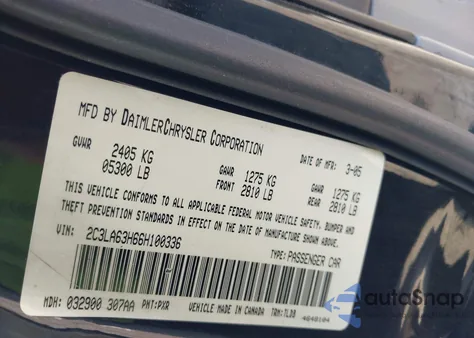 MFD BY DAIMLERCHRYSLER CORPORATION DATE OF MFR. 3-05
GVWR 2405 KG 05300 LB GAWR FRONT 1275 KG 2810 LB GAWR REAR 1275 KG 2810 LB
THIS VEHICLE CONFORMS TO ALL APPLICABLE FEDERAL MOTOR VEHICLE SAFETY, BUMPER AND
THEFT PREVENTION STANDARDS IN EFFECT ON THE DATE OF MANUFACTURE SHOWN ABOVE.
VIN: 2C3LA63H66H100336 TYPE: PASSENGER CAR
MDH: 032900 307AA PNT: PXR VEHICLE MADE IN CANADA TRM: TLDB
autoSnap